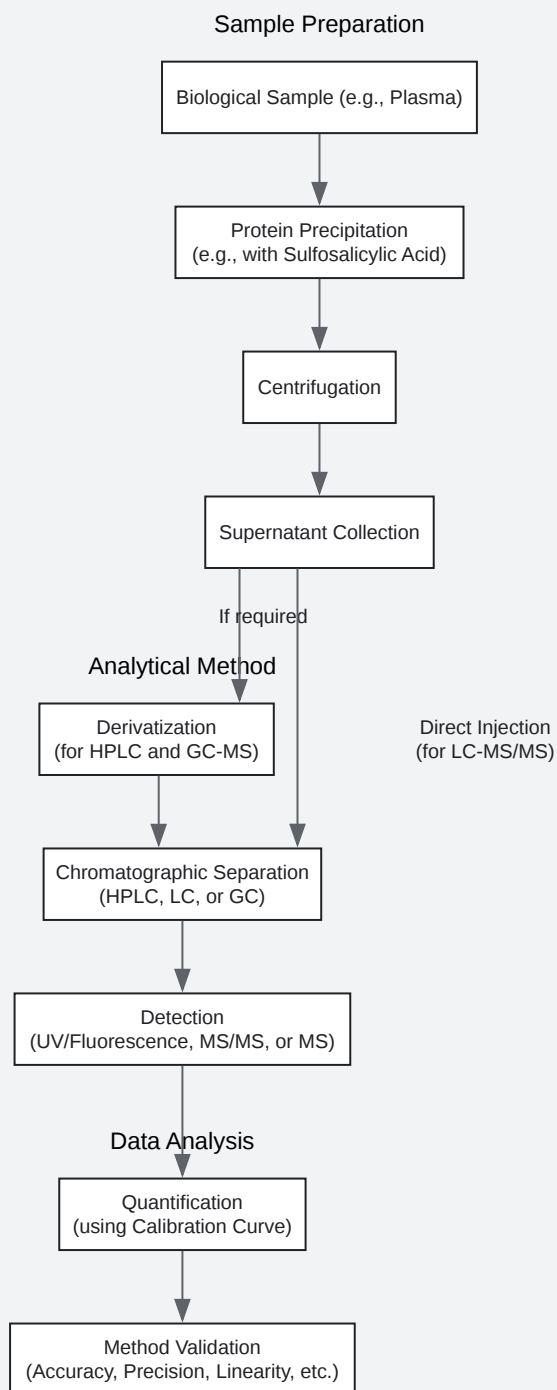 Sample Preparation
Biological Sample (e.g., Plasma)
Protein Precipitation
(e.g., with Sulfosalicylic Acid)
Centrifugation
Supernatant Collection
If required
Analytical Method
Derivatization
(for HPLC and GC-MS)
Direct Injection
(for LC-MS/MS)
Chromatographic Separation
(HPLC, LC, or GC)
Detection
(UV/Fluorescence, MS/MS, or MS)
Data Analysis
Quantification
(using Calibration Curve)
Method Validation
(Accuracy, Precision, Linearity, etc.)